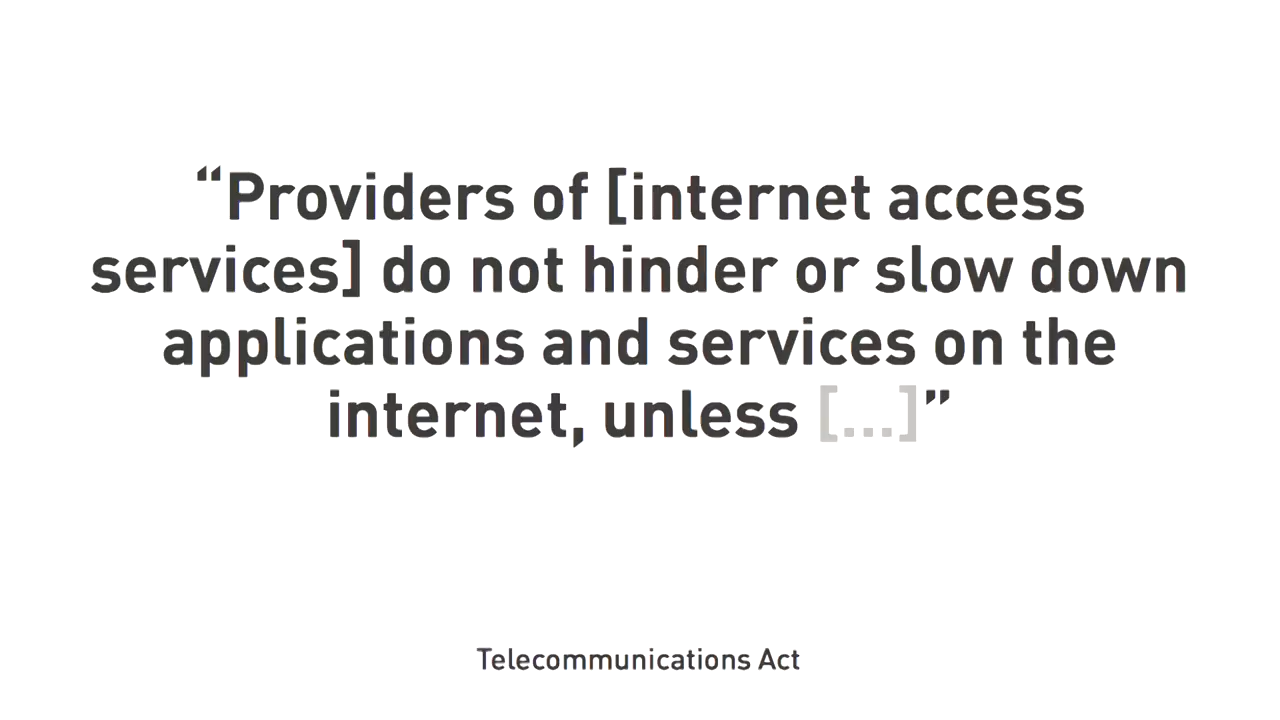 “Providers of [internet access
services] do not hinder or slow down
applications and services on the
internet, unless [...]”
Telecommunications Act